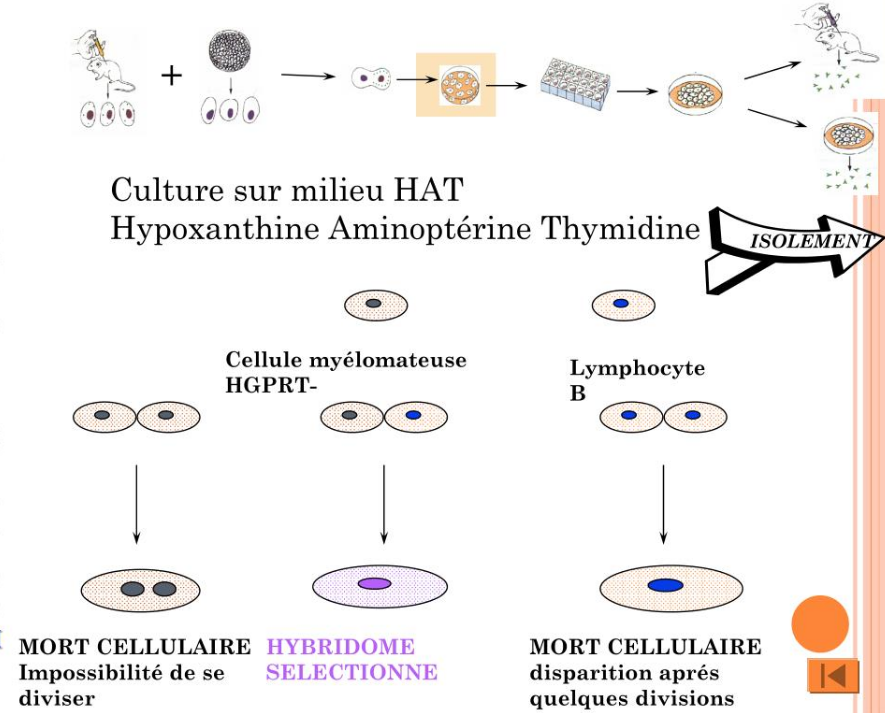 +
Culture sur milieu HAT
Hypoxanthine Aminoptérine Thymidine
ISOLEMENT
Cellule myélomateuse
HGPRT-
Lymphocyte
B
MORT CELLULAIRE
Impossibilité de se
diviser
HYBRIDOME
SELECTIONNE
MORT CELLULAIRE
disparition aprés
quelques divisions